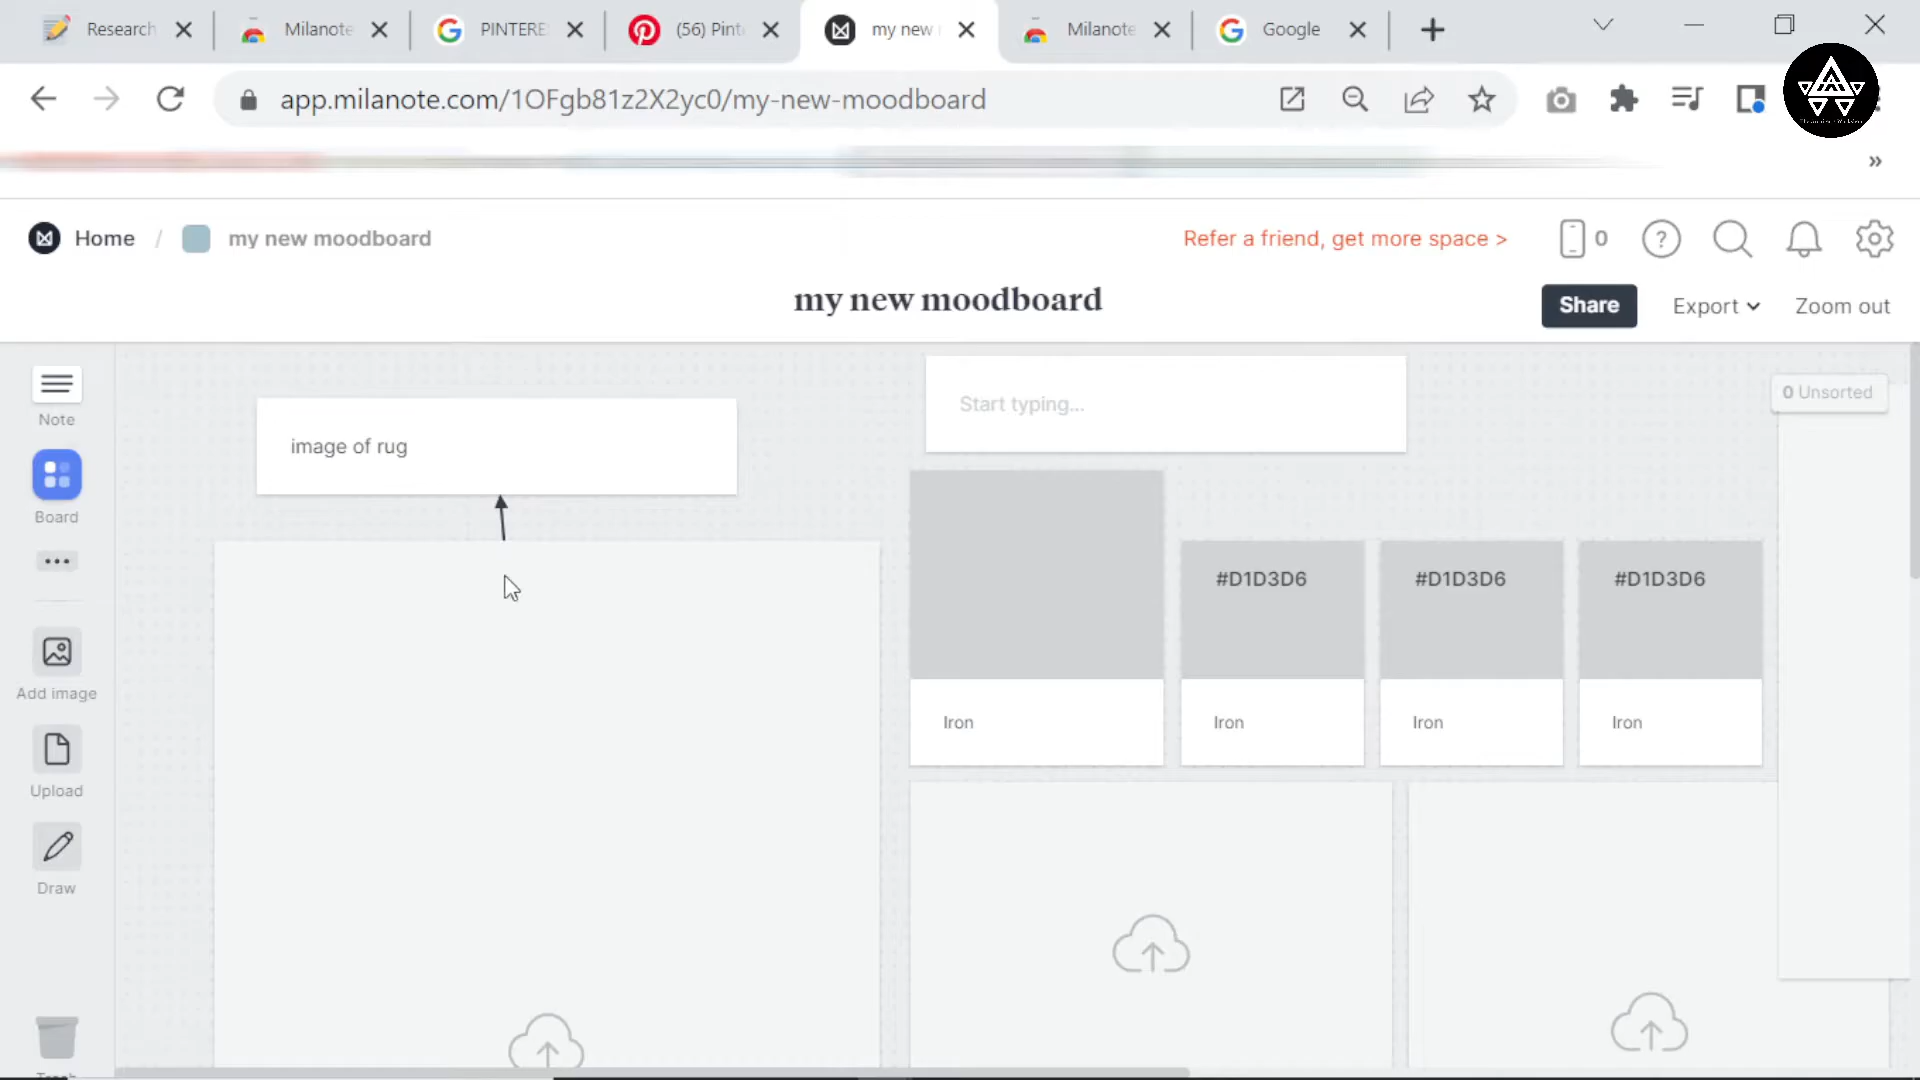 Research
Milanote
PINTERE
(56) Pint
my new
Milanote
Google
app.milanote.com/1OFgb81z2X2yc0/my-new-moodboard
Home / my new moodboard
Refer a friend, get more space >
0
my new moodboard
Share
Export
Zoom out
Note
Board
Add image
Upload
Draw
image of rug
Start typing...
0 Unsorted
#D1D3D6
#D1D3D6
#D1D3D6
Iron
Iron
Iron
Iron